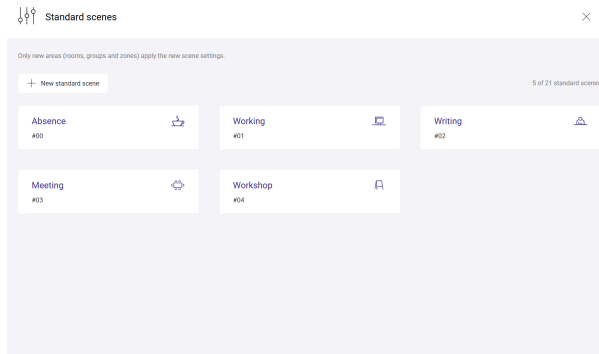 Standard scenes
Only new areas (rooms, groups and zones) apply the new scene settings.
New standard scene
5 of 21 standard scenes
Absence
#00
Working
#01
Writing
#02
Meeting
#03
Workshop
#04